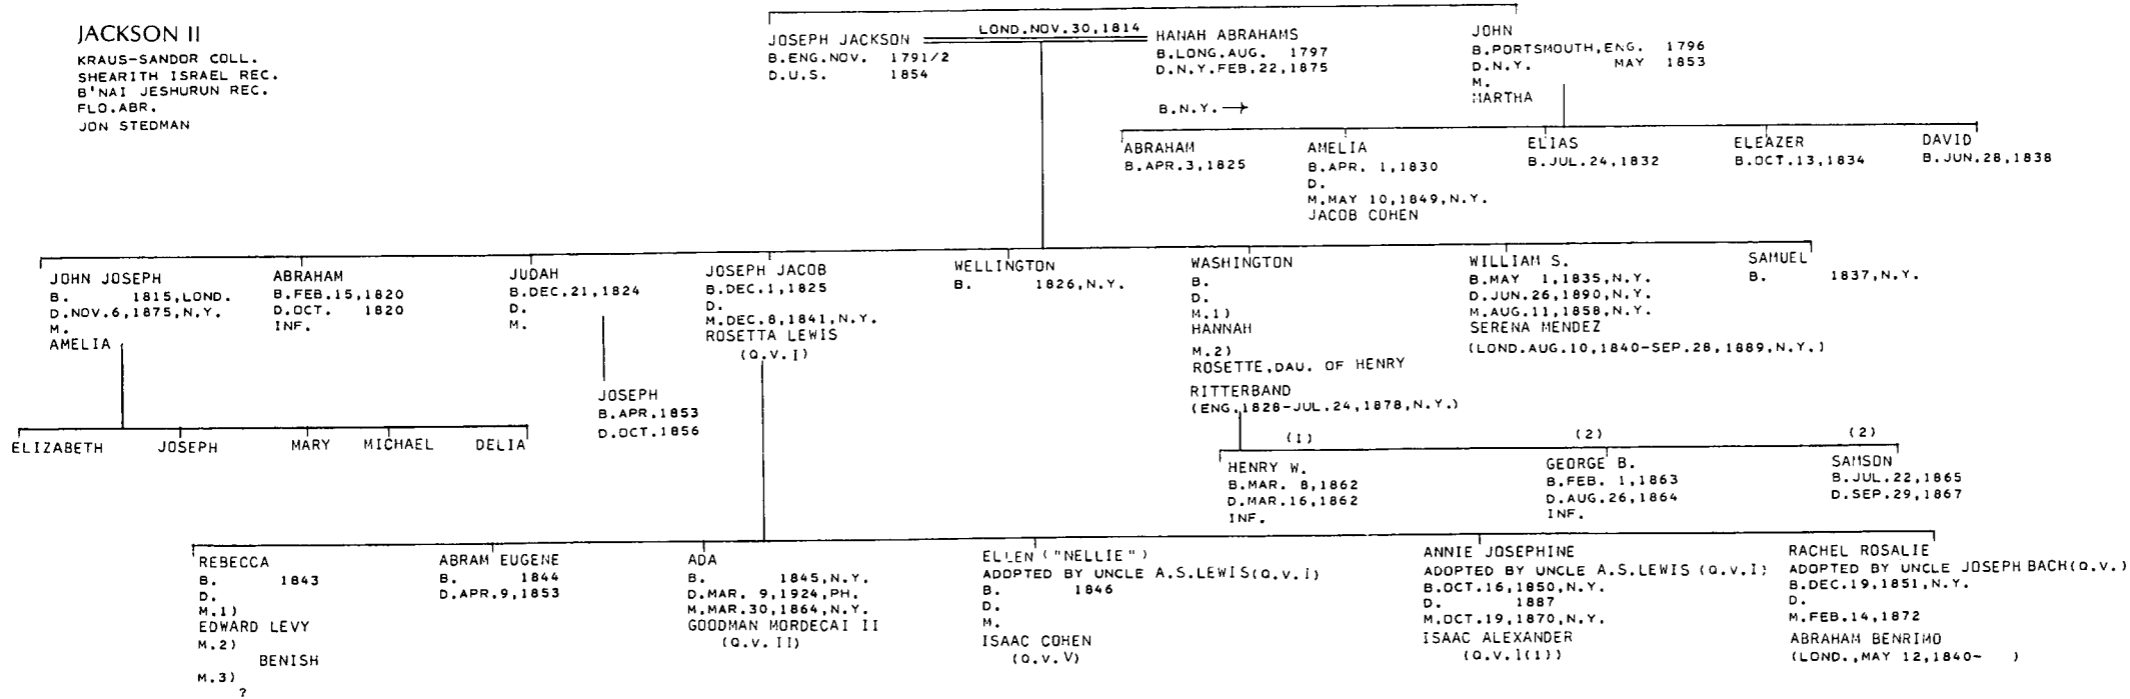 JACKSON II
KRAUS-SANDOR COLL.
SHEARITH ISRAEL REC.
B'NAI JESHURUN REC.
FLO.ABR.
JON STEDMAN
LOND.NOV.30,1814
JOSEPH JACKSON
B.ENG.NOV. 1791/2
D.U.S. 1854
HANAH ABRAHAMS
B.LONG.AUG. 1797
D.N.Y.FEB.22,1875
JOHN
B.PORTSMOUTH,ENG. 1796
D.N.Y. MAY 1853
M.
MARTHA
B.N.Y.→
ABRAHAM
B.APR.3,1825
AMELIA
B.APR. 1,1830
D.
M.MAY 10,1849,N.Y.
JACOB COHEN
ELIAS
B.JUL.24,1832
ELEAZER
B.OCT.13,1834
DAVID
B.JUN.28,1838
JOHN JOSEPH
B. 1815,LOND.
D.NOV.6,1875,N.Y.
M.
AMELIA
ABRAHAM
B.FEB.15,1820
D.OCT. 1820
INF.
JUDAH
B.DEC.21,1824
D.
M.
JOSEPH JACOB
B.DEC.1,1825
D.
M.DEC.8,1841,N.Y.
ROSETTA LEWIS
(Q.V.I)
WELLINGTON
B. 1826,N.Y.
WASHINGTON
B.
D.
M.1)
HANNAH
M.2)
ROSETTE,DAU. OF HENRY
RITTERBAND
(ENG.1828-JUL.24,1878,N.Y.)
WILLIAM S.
B.MAY 1,1835,N.Y.
D.JUN.26,1890,N.Y.
M.AUG.11,1858,N.Y.
SERENA MENDEZ
(LOND.AUG.10,1840-SEP.28,1889,N.Y.)
SAMUEL
B. 1837,N.Y.
ELIZABETH
JOSEPH
MARY
MICHAEL
DELIA
JOSEPH
B.APR.1853
D.OCT.1856
(1)
HENRY W.
B.MAR. 8,1862
D.MAR.16,1862
INF.
(2)
GEORGE B.
B.FEB. 1,1863
D.AUG.26,1864
INF.
(2)
SAMSON
B.JUL.22,1865
D.SEP.29,1867
REBECCA
B. 1843
D.
M.1)
EDWARD LEVY
M.2)
BENISH
M.3)
?
ABRAM EUGENE
B. 1844
D.APR.9,1853
ADA
B. 1845,N.Y.
D.MAR. 9,1924,PH.
M.MAR.30,1864,N.Y.
GOODMAN MORDECAI II
(Q.V.II)
ELLEN ("NELLIE")
ADOPTED BY UNCLE A.S.LEWIS(Q.V.I)
B. 1846
D.
M.
ISAAC COHEN
(Q.V.V)
ANNIE JOSEPHINE
ADOPTED BY UNCLE A.S.LEWIS (Q.V.I)
B.OCT.16,1850,N.Y.
D. 1887
M.OCT.19,1870,N.Y.
ISAAC ALEXANDER
(Q.V.I(1))
RACHEL ROSALIE
ADOPTED BY UNCLE JOSEPH BACH(Q.V.)
B.DEC.19,1851,N.Y.
D.
M.FEB.14,1872
ABRAHAM BENRIMO
(LOND.,MAY 12,1840- )